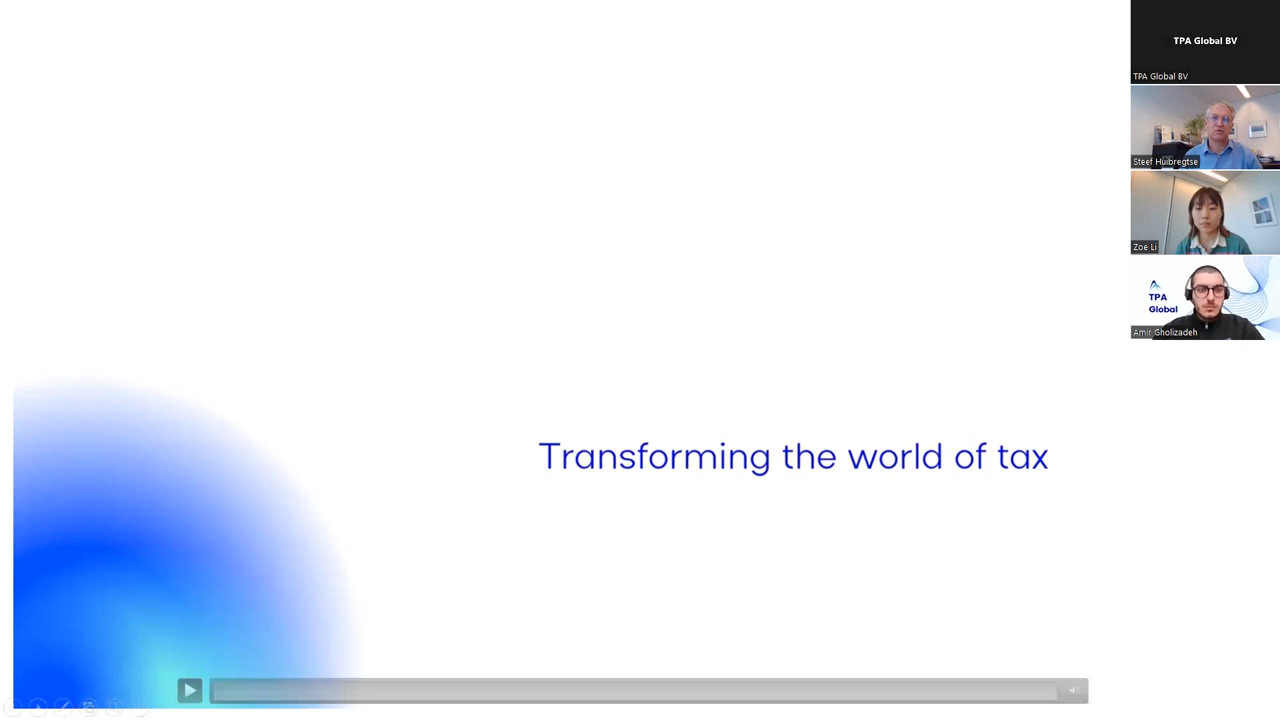 TPA Global BV
TPA Global BV
Steef Huibregtse
Zoe Li
TPA
Global
Amir Gholizadeh
Transforming the world of tax